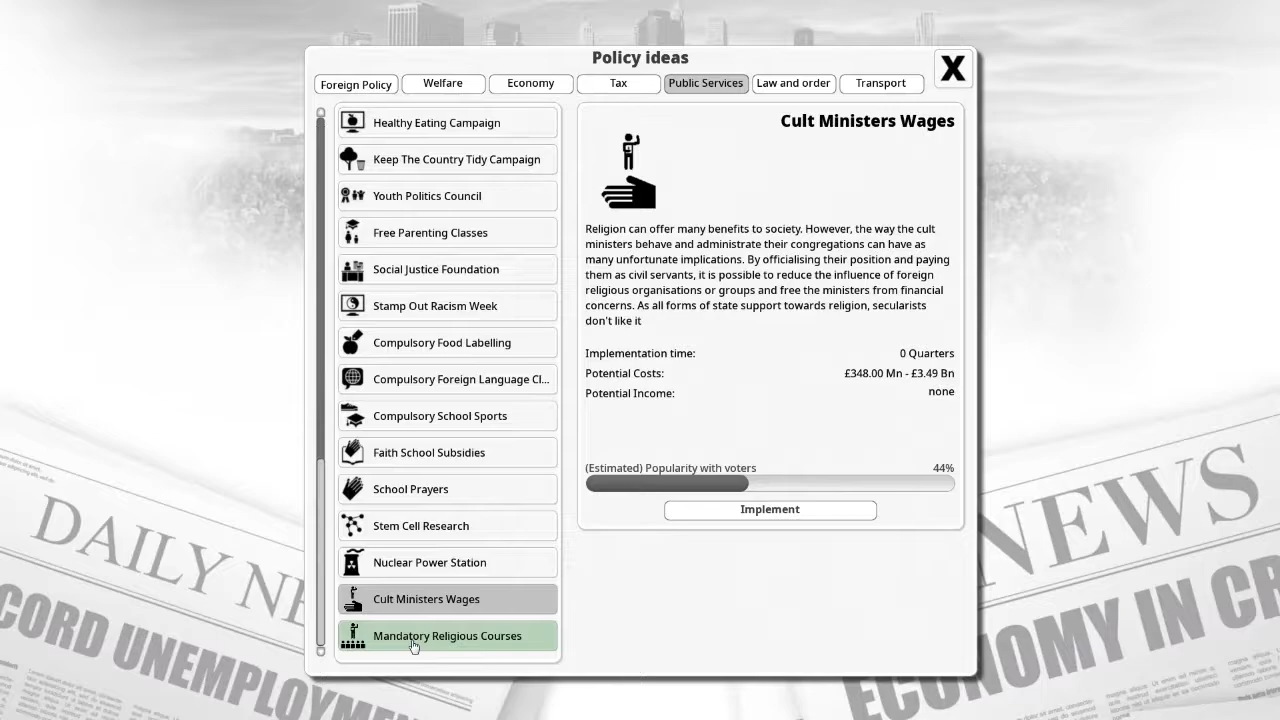 Policy ideas
X
Foreign Policy
Welfare
Economy
Tax
Public Services
Law and order
Transport
Healthy Eating Campaign
Keep The Country Tidy Campaign
Youth Politics Council
Free Parenting Classes
Social Justice Foundation
Stamp Out Racism Week
Compulsory Food Labelling
Compulsory Foreign Language Cl...
Compulsory School Sports
Faith School Subsidies
School Prayers
Stem Cell Research
Nuclear Power Station
Cult Ministers Wages
Mandatory Religious Courses
Cult Ministers Wages
Religion can offer many benefits to society. However, the way the cult
ministers behave and administrate their congregations can have as
many unfortunate implications. By officialising their position and paying
them as civil servants, it is possible to reduce the influence of foreign
religious organisations or groups and free the ministers from financial
concerns. As all forms of state support towards religion, secularists
don't like it
Implementation time: 0 Quarters
Potential Costs: £348.00 Mn - £3.49 Bn
Potential Income: none
(Estimated) Popularity with voters 44%
Implement
DAILY NE
CORD UNEMPLOYM
NEWS
ECONOMY IN CR